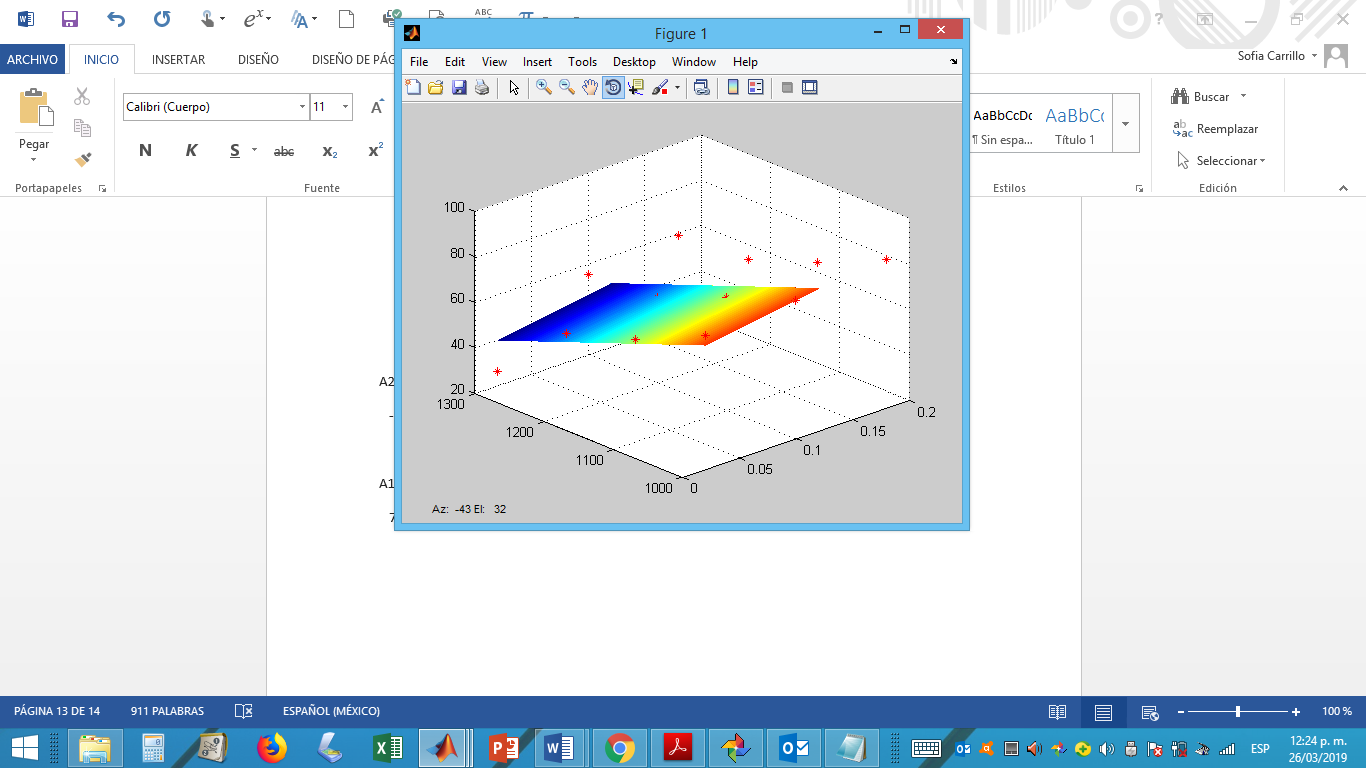 Figure 1
ABC
ARCHIVO INICIO INSERTAR DISEÑO DISEÑO DE PÁG
Sofia Carrillo
File Edit View Insert Tools Desktop Window Help
Pegar
Portapapeles
Calibri (Cuerpo) 11 A
N K S abc X₂ X²
Fuente
AaBbCcDc AaBbC
¶ Sin espa... Título 1
Estilos
Buscar
Reemplazar
Seleccionar
Edición
100
80
60
40
20
1300
1200
1100
1000
0
0.05
0.1
0.15
0.2
Az: -43 El: 32
A2
A1
7
PÁGINA 13 DE 14 911 PALABRAS ESPAÑOL (MÉXICO) 100 %
ESP
12:24 p. m.
26/03/2019